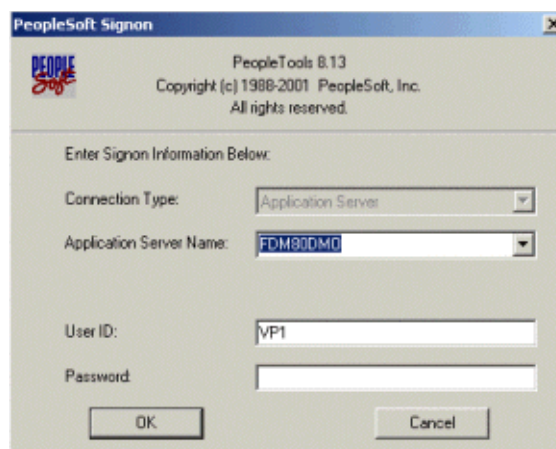 PeopleSoft Signon
PEOPLE
Soft
PeopleTools 8.13
Copyright (c) 1988-2001 PeopleSoft, Inc.
All rights reserved.
Enter Signon Information Below:
Connection Type: Application Server
Application Server Name: FDM80DMO
User ID: VP1
Password:
OK Cancel